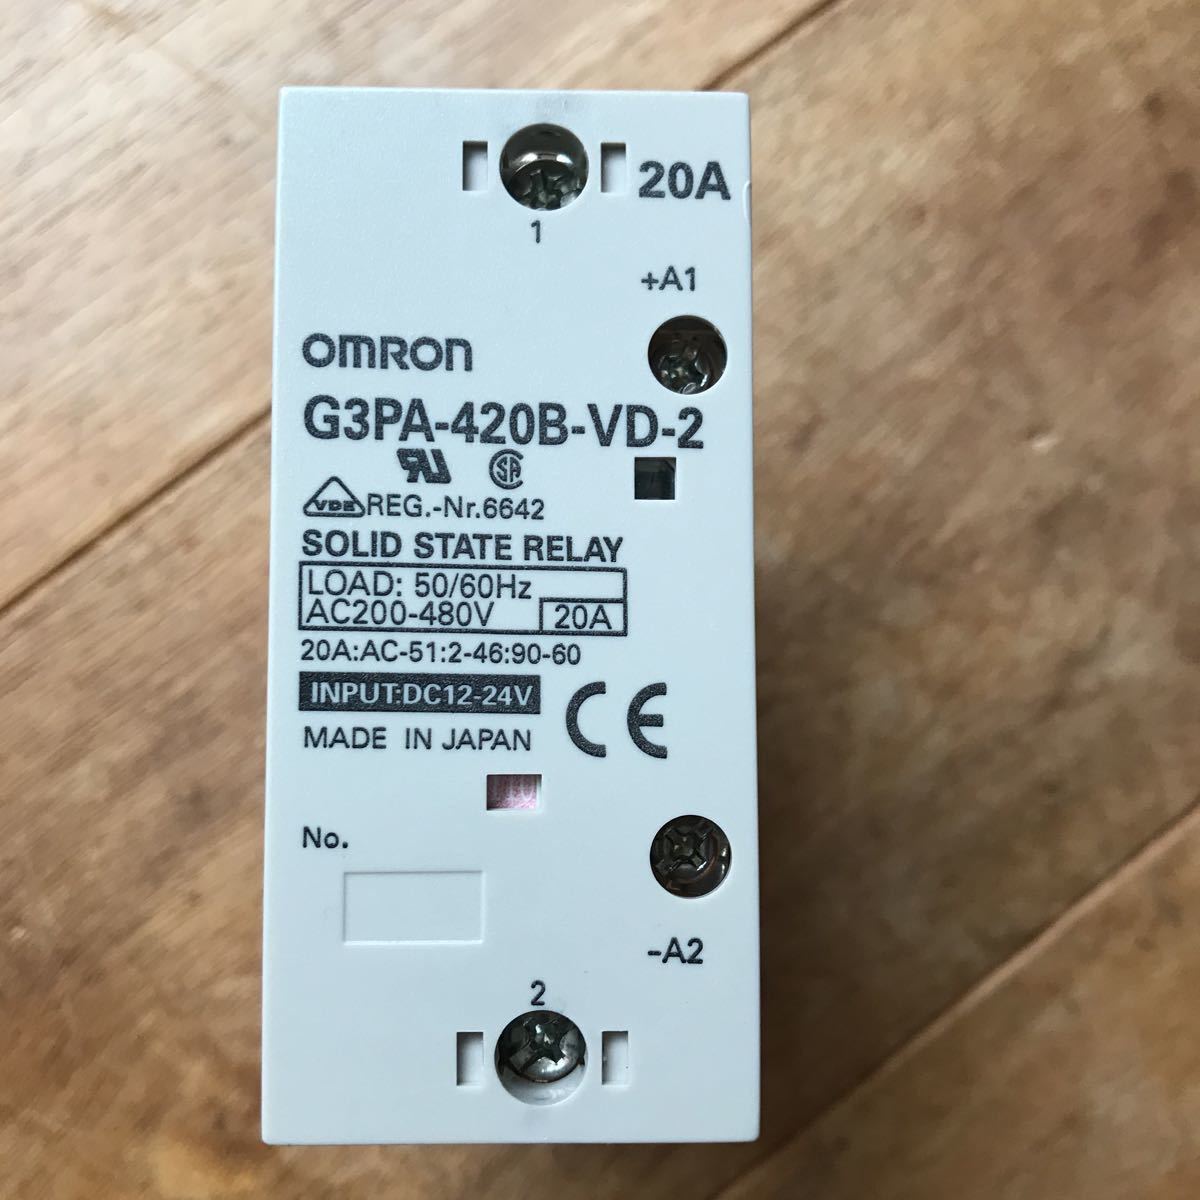 20A
1
+A1
OMRON
G3PA-420B-VD-2
VDE REG.-Nr.6642
SOLID STATE RELAY
LOAD: 50/60Hz
AC200-480V 20A
20A:AC-51:2-46:90-60
INPUT:DC12-24V
CE
MADE IN JAPAN
No.
-A2
2